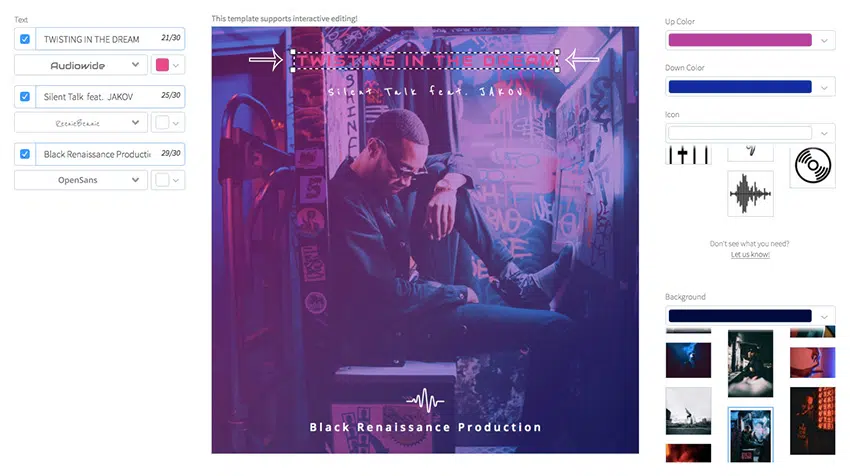 Text
TWISTING IN THE DREAM 21/30
Audiowide
Silent Talk feat. JAKOV 25/30
ReenieBeanie
Black Renaissance Productic 29/30
OpenSans
This template supports interactive editing!
TWISTING IN THE DREAM
Silent Talk feat. JAKOV
Black Renaissance Production
Up Color
Down Color
Icon
Don't see what you need?
Let us know!
Background